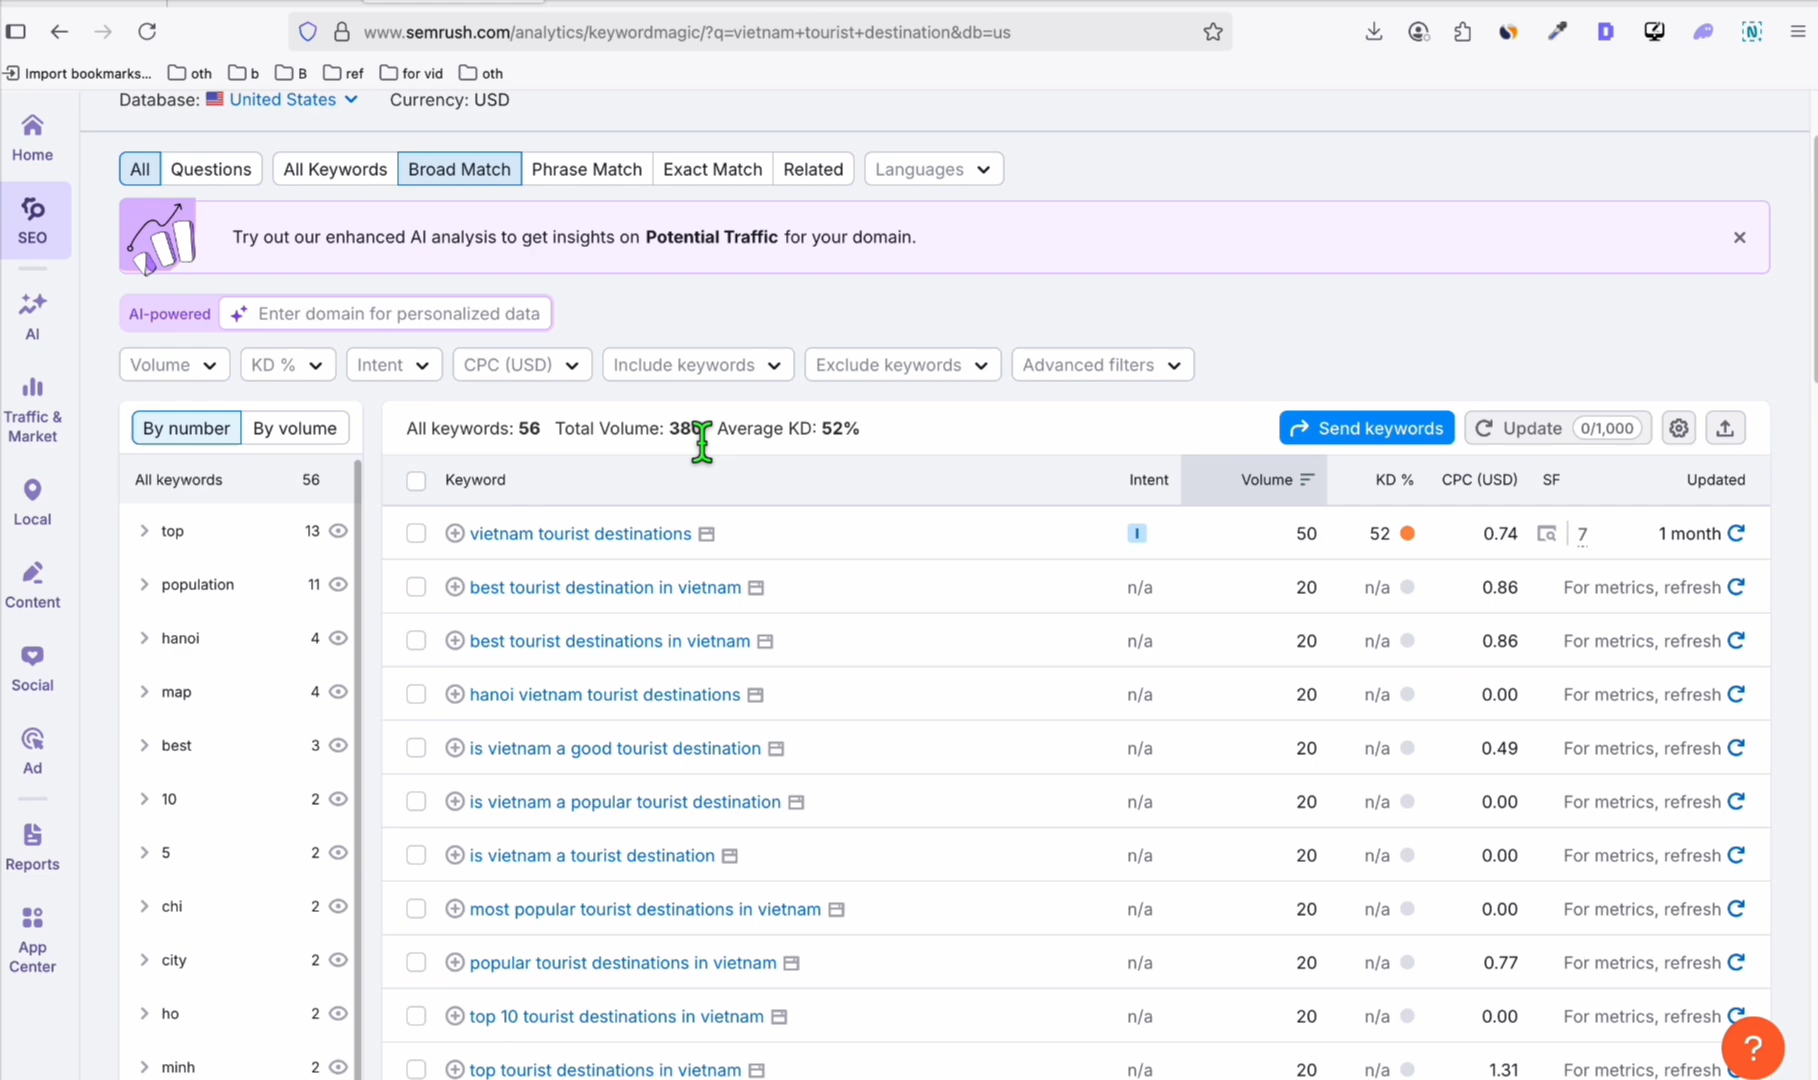 www.semrush.com/analytics/keywordmagic/?q=vietnam+tourist+destination&db=us
Import bookmarks...
oth
b
B
ref
for vid
oth
Database: United States
Currency: USD
Home
SEO
AI
Traffic &
Market
Local
Content
Social
Ad
Reports
App
Center
All
Questions
All Keywords
Broad Match
Phrase Match
Exact Match
Related
Languages
Try out our enhanced AI analysis to get insights on Potential Traffic for your domain.
AI-powered
Enter domain for personalized data
Volume
KD %
Intent
CPC (USD)
Include keywords
Exclude keywords
Advanced filters
By number
By volume
All keywords 56
top 13
population 11
hanoi 4
map 4
best 3
10 2
5 2
chi 2
city 2
ho 2
minh 2
All keywords: 56 Total Volume: Average KD: 52%
Send keywords
Update 0/1,000
Keyword Intent Volume KD % CPC (USD) SF Updated
vietnam tourist destinations I 50 52 0.74 7 1 month
best tourist destination in vietnam n/a 20 n/a 0.86 For metrics, refresh
best tourist destinations in vietnam n/a 20 n/a 0.86 For metrics, refresh
hanoi vietnam tourist destinations n/a 20 n/a 0.00 For metrics, refresh
is vietnam a good tourist destination n/a 20 n/a 0.49 For metrics, refresh
is vietnam a popular tourist destination n/a 20 n/a 0.00 For metrics, refresh
is vietnam a tourist destination n/a 20 n/a 0.00 For metrics, refresh
most popular tourist destinations in vietnam n/a 20 n/a 0.00 For metrics, refresh
popular tourist destinations in vietnam n/a 20 n/a 0.77 For metrics, refresh
top 10 tourist destinations in vietnam n/a 20 n/a 0.00 For metrics, refresh
top tourist destinations in vietnam n/a 20 n/a 1.31 For metrics, refresh
?